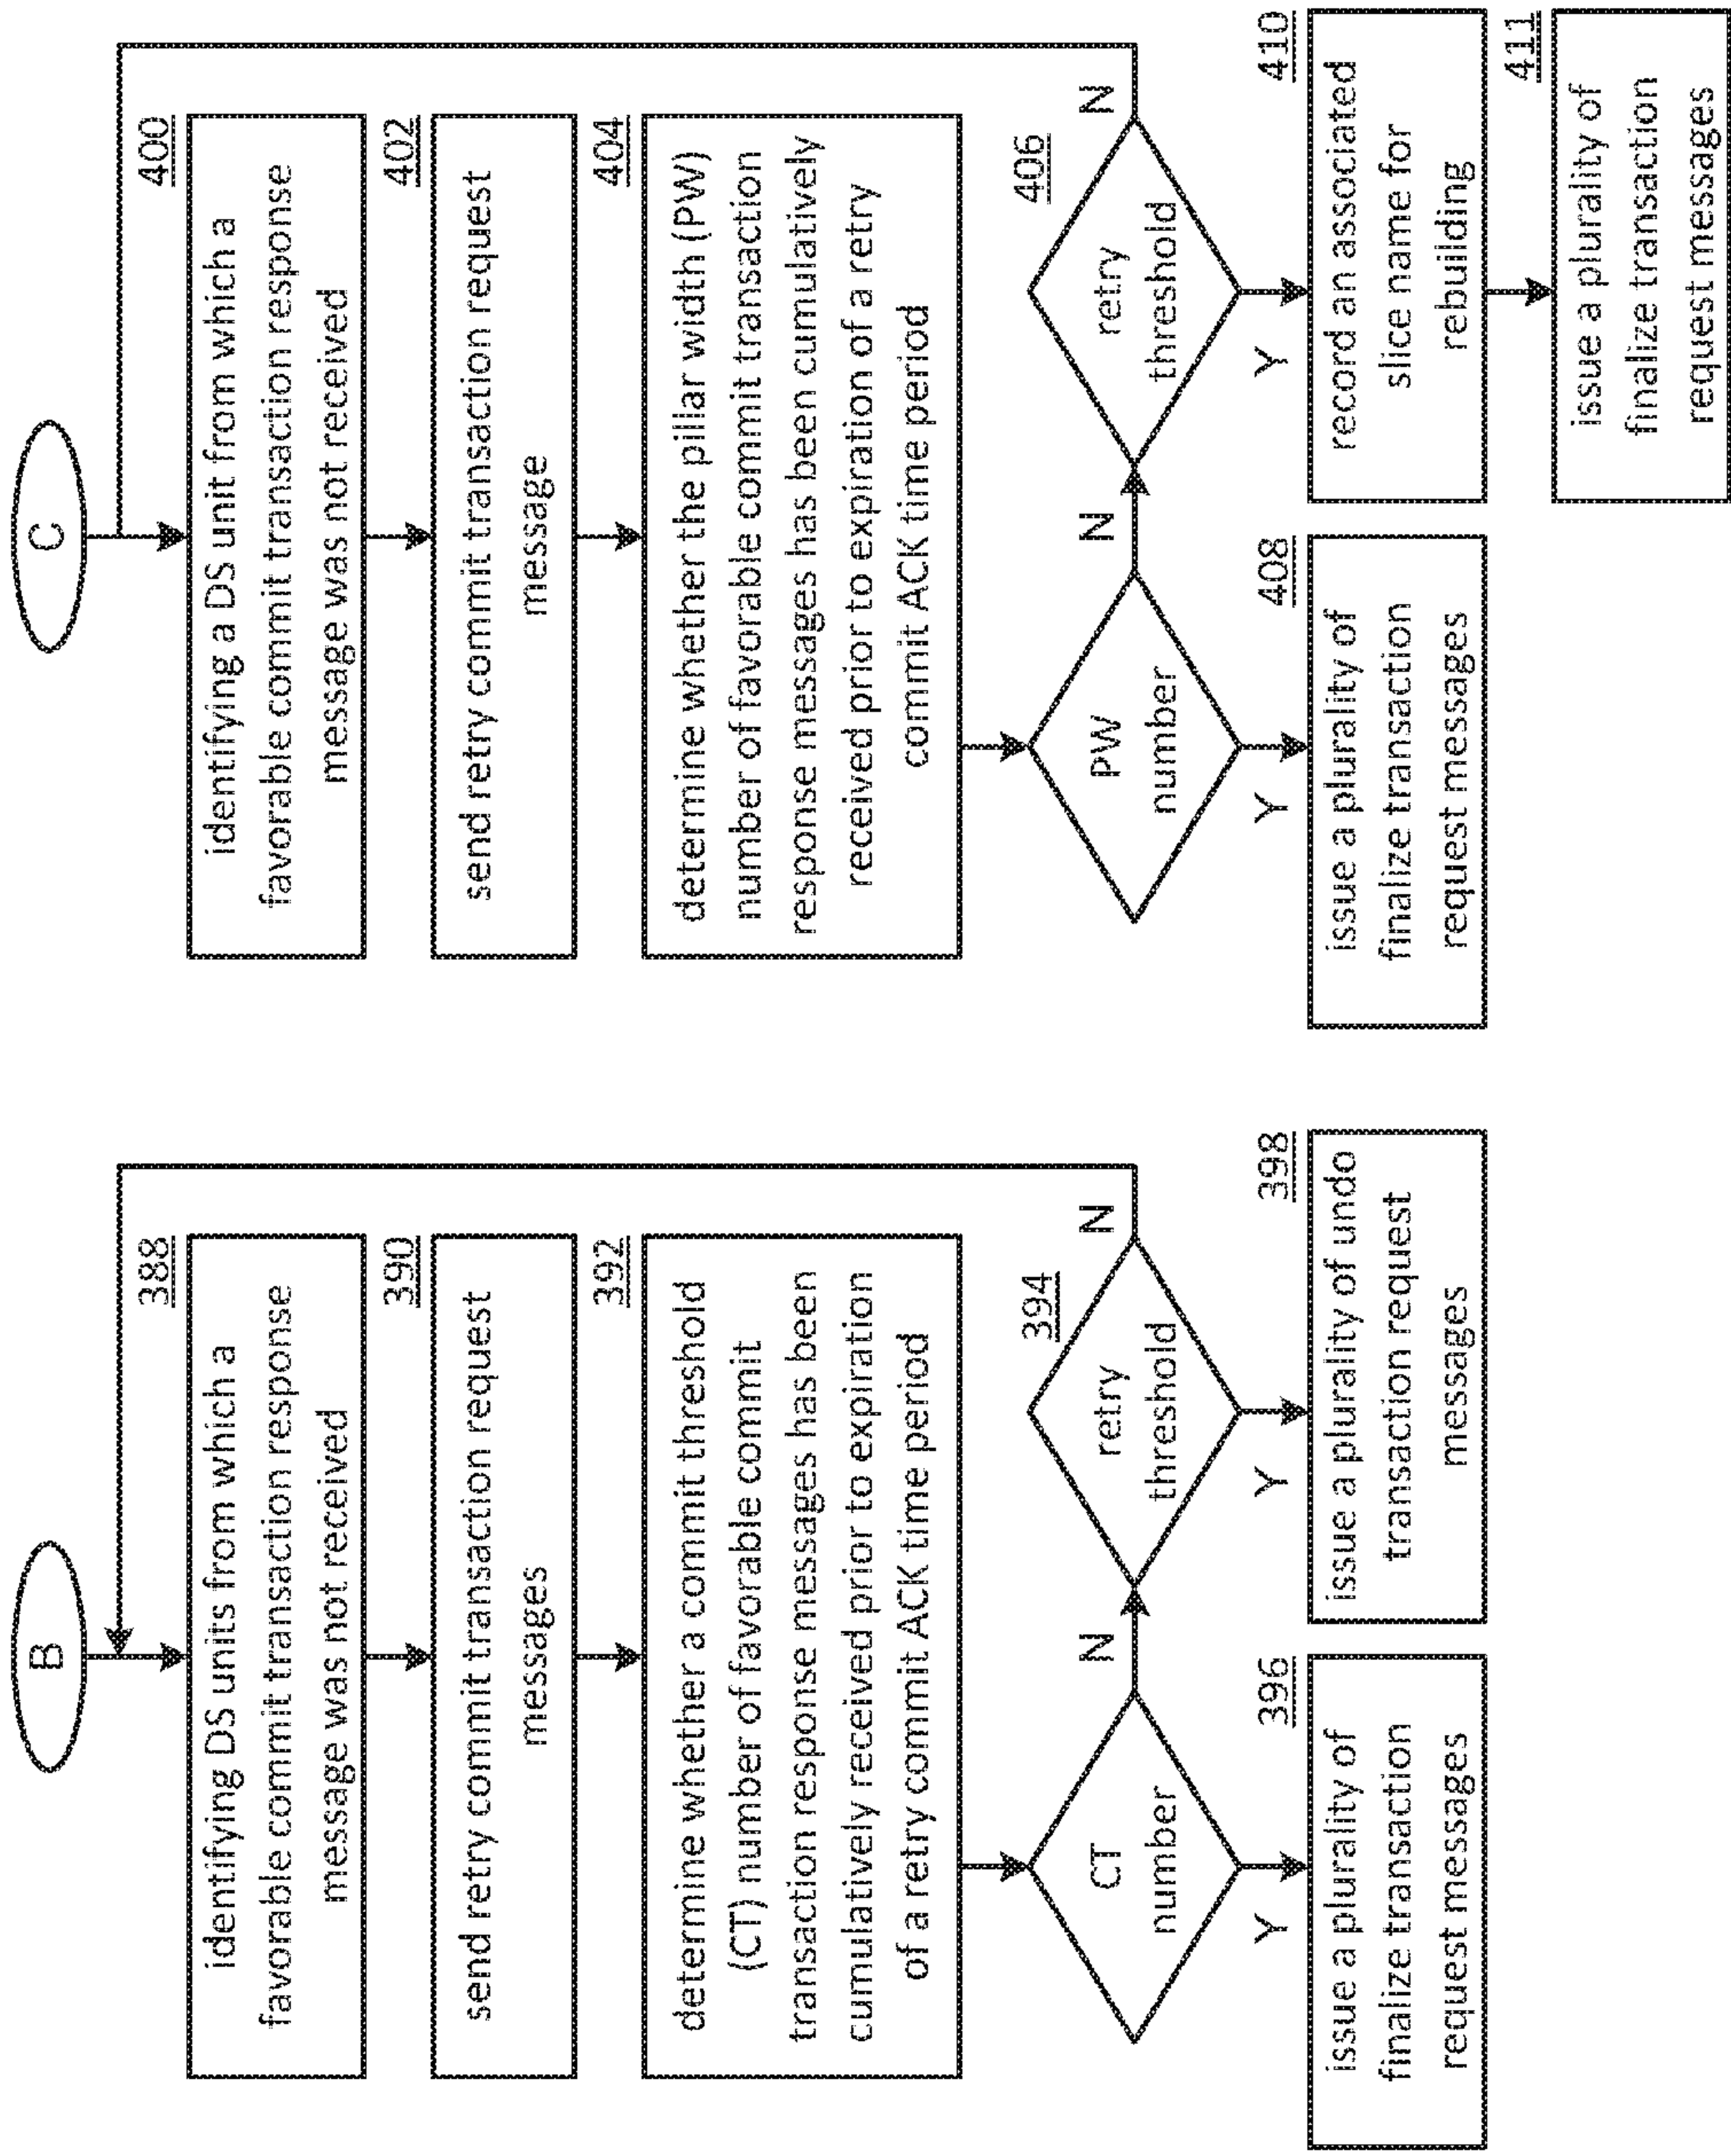 B
388
identifying DS units from which a
favorable commit transaction response
message was not received
390
send retry commit transaction request
messages
392
determine whether a commit threshold
(CT) number of favorable commit
transaction response messages has been
cumulatively received prior to expiration
of a retry commit ACK time period
CT
number
N
Y
394
retry
threshold
N
Y
396
issue a plurality of
finalize transaction
request messages
398
issue a plurality of undo
transaction request
messages
C
400
identifying a DS unit from which a
favorable commit transaction response
message was not received
402
send retry commit transaction request
message
404
determine whether the pillar width (PW)
number of favorable commit transaction
response messages has been cumulatively
received prior to expiration of a retry
commit ACK time period
PW
number
N
Y
406
retry
threshold
N
Y
408
issue a plurality of
finalize transaction
request messages
410
record an associated
slice name for
rebuilding
411
issue a plurality of
finalize transaction
request messages